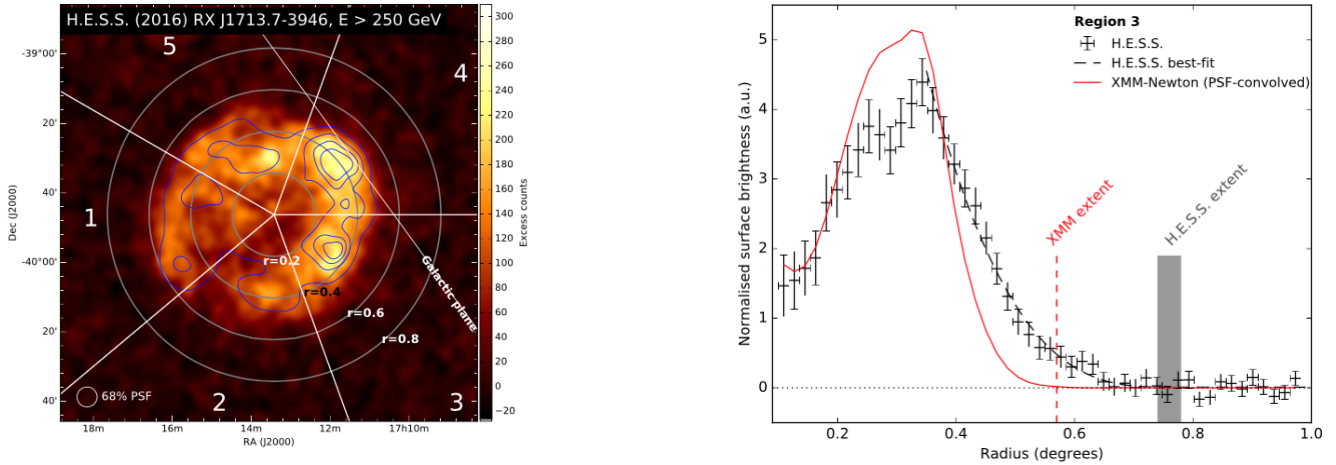 H.E.S.S. (2016) RX J1713.7-3946, E > 250 GeV
5
4
1
2
3
r=0.2
r=0.4
r=0.6
r=0.8
Galactic plane
68% PSF
-39°00'
20'
40'
-40°00'
20'
40'
Dec (J2000)
18m
16m
14m
12m
17h10m
RA (J2000)
300
280
260
240
220
200
180
160
140
120
100
80
60
40
20
0
-20
Excess counts
Region 3
H.E.S.S.
H.E.S.S. best-fit
XMM-Newton (PSF-convolved)
XMM extent
H.E.S.S. extent
5
4
3
2
1
0
Normalised surface brightness (a.u.)
0.2
0.4
0.6
0.8
1.0
Radius (degrees)